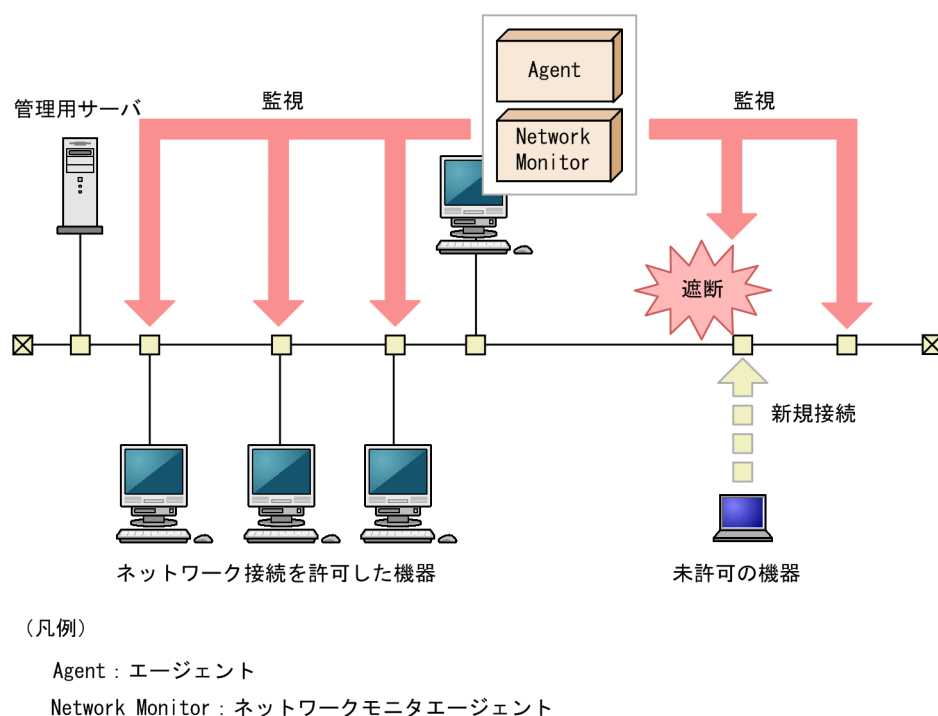 Agent
監視
監視
管理用サーバ
Network
Monitor
遮断
新規接続
ネットワーク接続を許可した機器
未許可の機器
（凡例）
Agent：エージェント
Network Monitor：ネットワークモニタエージェント